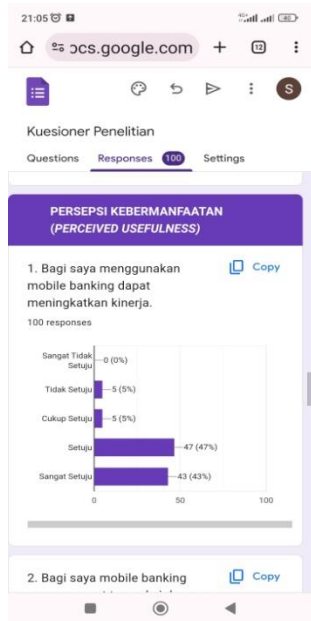 21:05
40
ocs.google.com
12
S
Kuesioner Penelitian
Questions Responses 100 Settings
PERSEPSI KEBERMANFAATAN
(PERCEIVED USEFULNESS)
1. Bagi saya menggunakan
mobile banking dapat
meningkatkan kinerja.
Copy
100 responses
Sangat Tidak
Setuju
0 (0%)
Tidak Setuju
5 (5%)
Cukup Setuju
5 (5%)
Setuju
47 (47%)
Sangat Setuju
43 (43%)
0 50 100
2. Bagi saya mobile banking
Copy